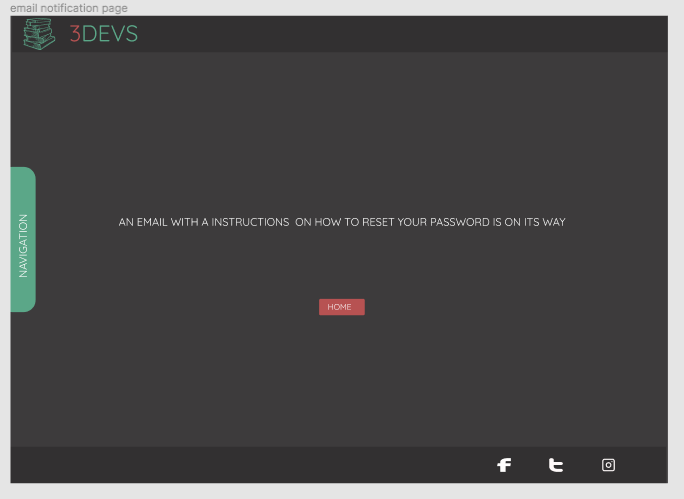 email notification page
3DEVS
NAVIGATION
AN EMAIL WITH A INSTRUCTIONS  ON HOW TO RESET YOUR PASSWORD IS ON ITS WAY
HOME